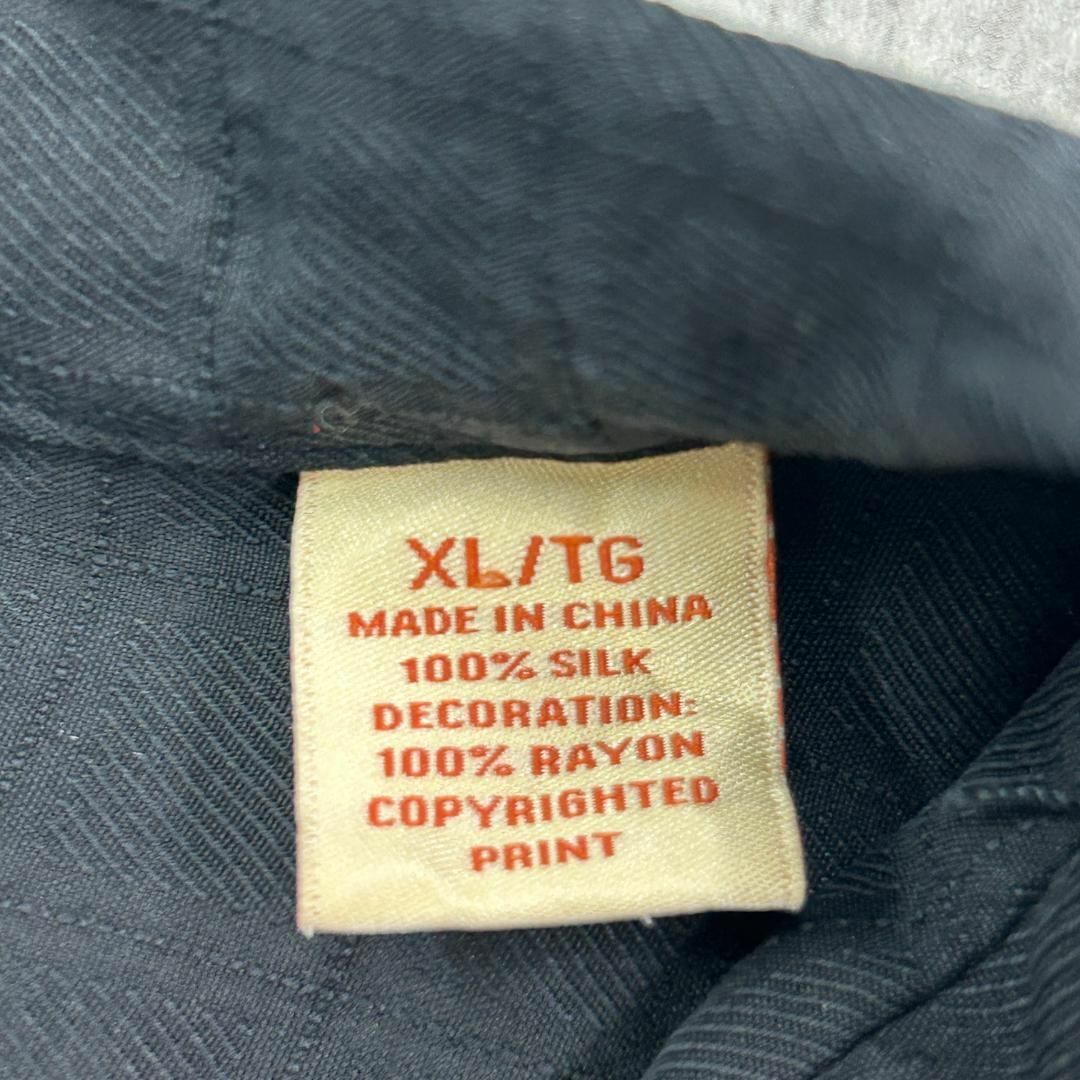 XL/TG
MADE IN CHINA
100% SILK
DECORATION:
100% RAYON
COPYRIGHTED
PRINT